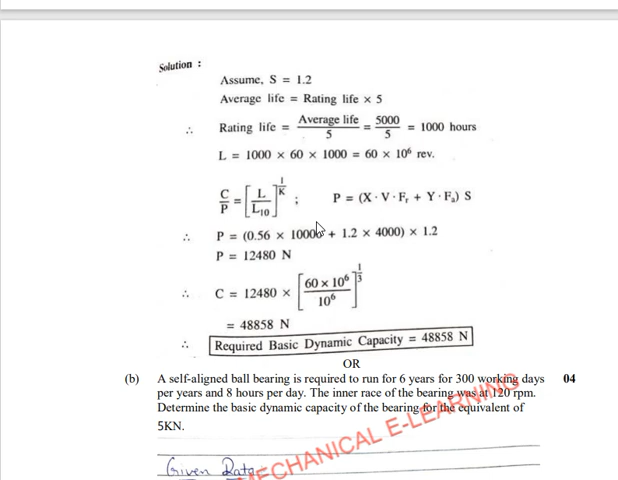 Solution :
Assume, S = 1.2
Average life = Rating life × 5
∴ Rating life = Average life / 5 = 5000 / 5 = 1000 hours
L = 1000 × 60 × 1000 = 60 × 10⁶ rev.
C/P = [L/L₁₀]^(1/K) ; P = (X · V · Fᵣ + Y · Fₐ) S
∴ P = (0.56 × 10000 + 1.2 × 4000) × 1.2
P = 12480 N
∴ C = 12480 × [60 × 10⁶ / 10⁶]^(1/3)
= 48858 N
∴ Required Basic Dynamic Capacity = 48858 N
OR
(b) A self-aligned ball bearing is required to run for 6 years for 300 working days 04
per years and 8 hours per day. The inner race of the bearing was at 120 rpm.
Determine the basic dynamic capacity of the bearing for the equivalent of
5KN.
MECHANICAL E-LEARNING
Given Data